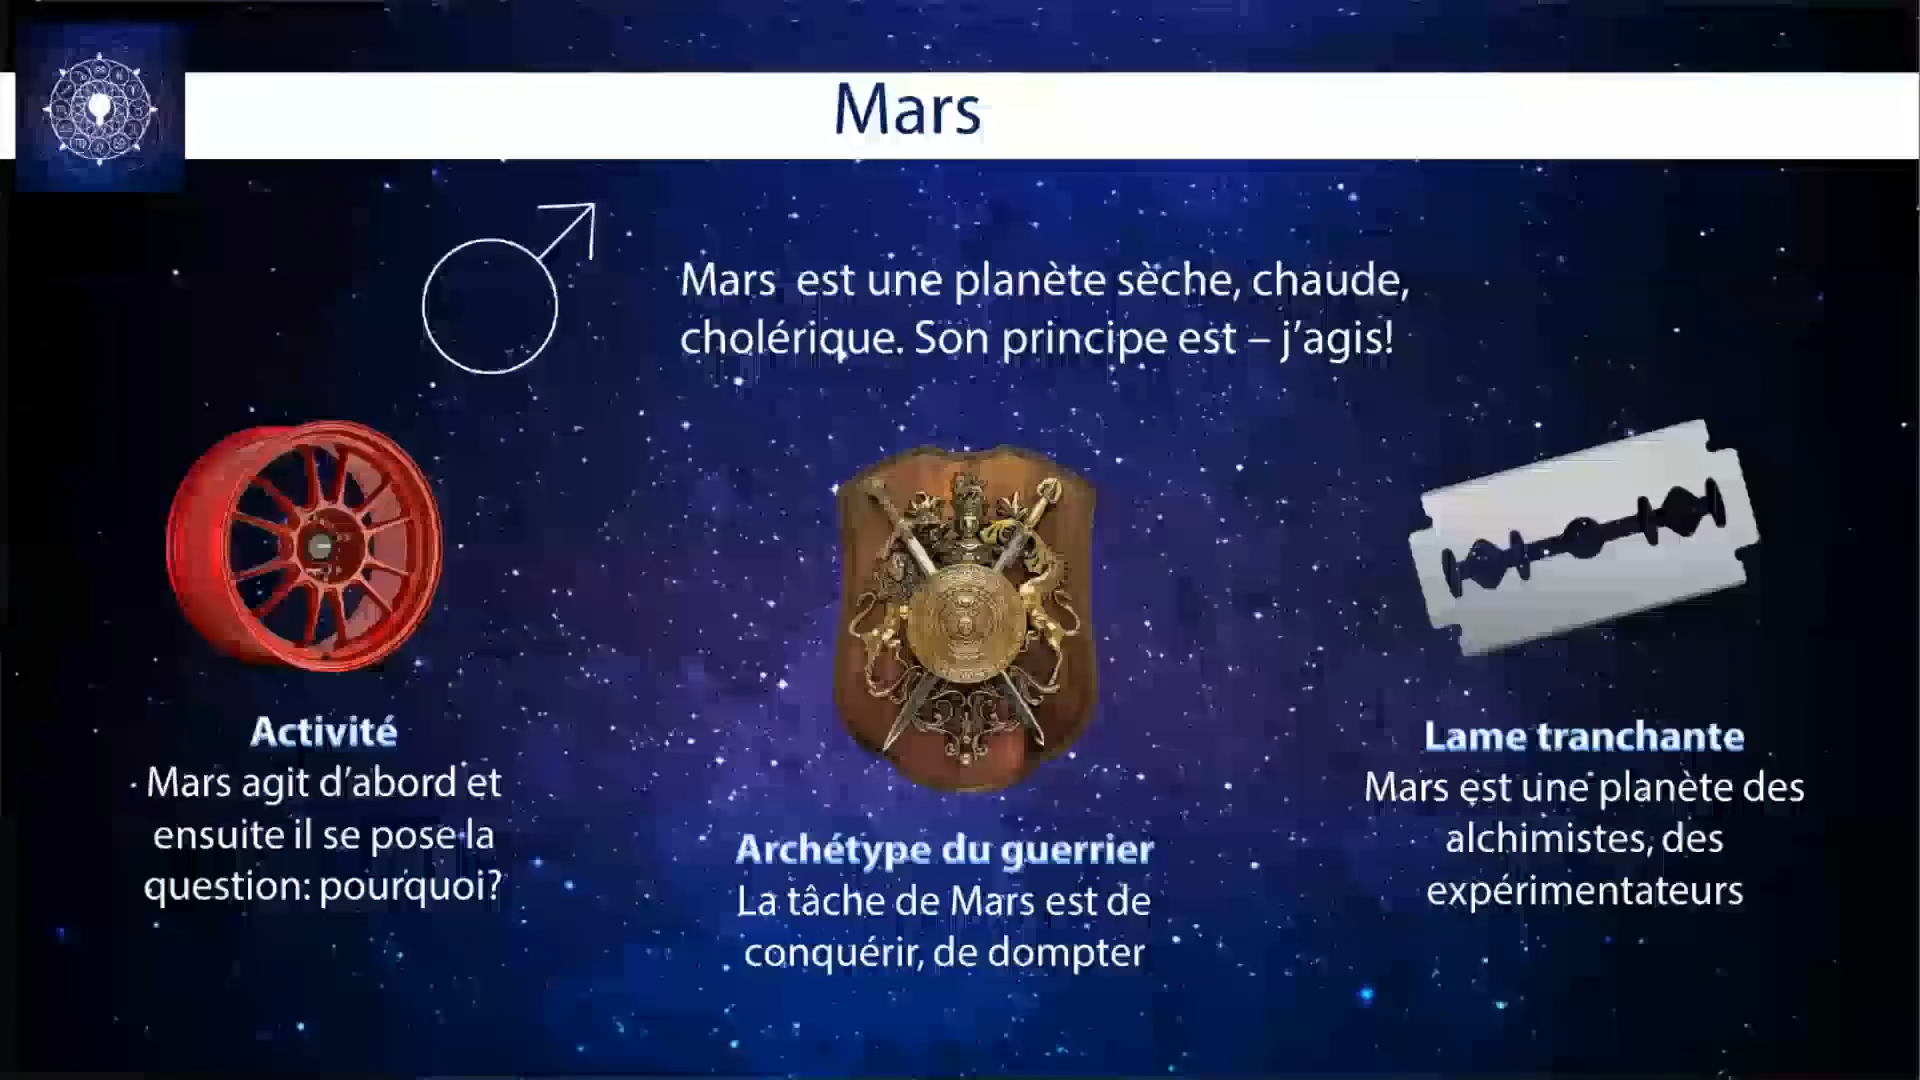 Mars
Mars est une planète sèche, chaude,
cholérique. Son principe est – j’agis!
Activité
Mars agit d’abord et
ensuite il se pose la
question: pourquoi?
Archétype du guerrier
La tâche de Mars est de
conquérir, de dompter
Lame tranchante
Mars est une planète des
alchimistes, des
expérimentateurs